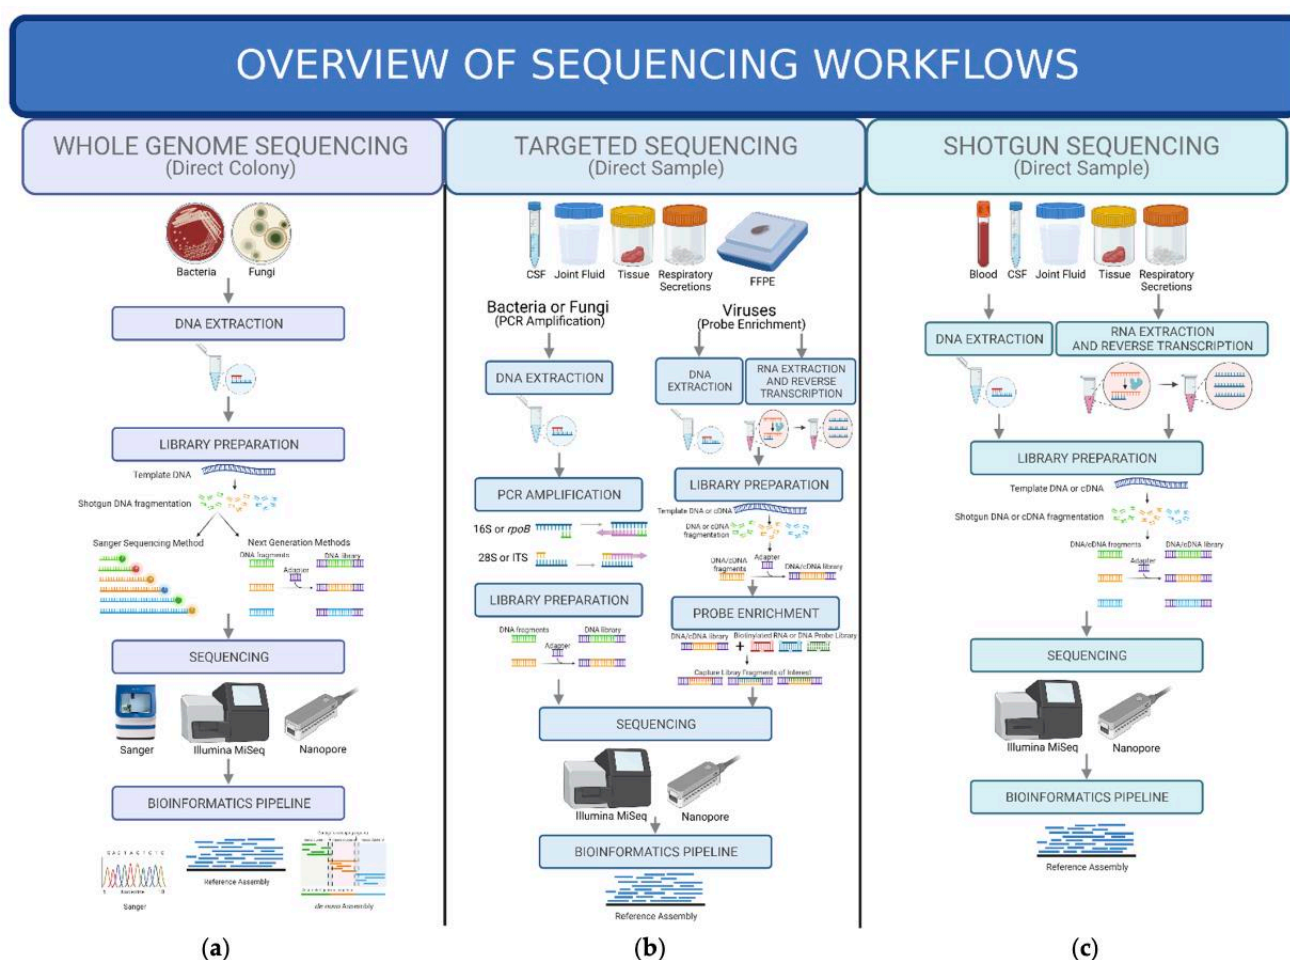 OVERVIEW OF SEQUENCING WORKFLOWS
WHOLE GENOME SEQUENCING
(Direct Colony)
Bacteria
Fungi
DNA EXTRACTION
LIBRARY PREPARATION
Template DNA
Shotgun DNA fragmentation
Sanger Sequencing Method
Next Generation Methods
DNA fragments
DNA library
Adapter
SEQUENCING
Sanger
Illumina MiSeq
Nanopore
BIOINFORMATICS PIPELINE
Sanger
Reference Assembly
de-novo Assembly
(a)
TARGETED SEQUENCING
(Direct Sample)
CSF
Joint Fluid
Tissue
Respiratory
Secretions
FFPE
Bacteria or Fungi
(PCR Amplification)
DNA EXTRACTION
PCR AMPLIFICATION
16S or rpoB
28S or ITS
LIBRARY PREPARATION
DNA fragments
DNA library
Adapter
Viruses
(Probe Enrichment)
DNA
EXTRACTION
RNA EXTRACTION
AND REVERSE
TRANSCRIPTION
LIBRARY PREPARATION
Template DNA or cDNA
DNA or cDNA
fragmentation
DNA/cDNA
fragments
Adapter
DNA/cDNA library
PROBE ENRICHMENT
DNA/cDNA library
+
Biotinylated RNA or DNA Probe Library
Capture Library Fragments of Interest
SEQUENCING
Illumina MiSeq
Nanopore
BIOINFORMATICS PIPELINE
Reference Assembly
(b)
SHOTGUN SEQUENCING
(Direct Sample)
Blood
CSF
Joint Fluid
Tissue
Respiratory
Secretions
DNA EXTRACTION
RNA EXTRACTION
AND REVERSE TRANSCRIPTION
LIBRARY PREPARATION
Template DNA or cDNA
Shotgun DNA or cDNA fragmentation
DNA/cDNA fragments
DNA/cDNA library
Adapter
SEQUENCING
Illumina MiSeq
Nanopore
BIOINFORMATICS PIPELINE
Reference Assembly
(c)